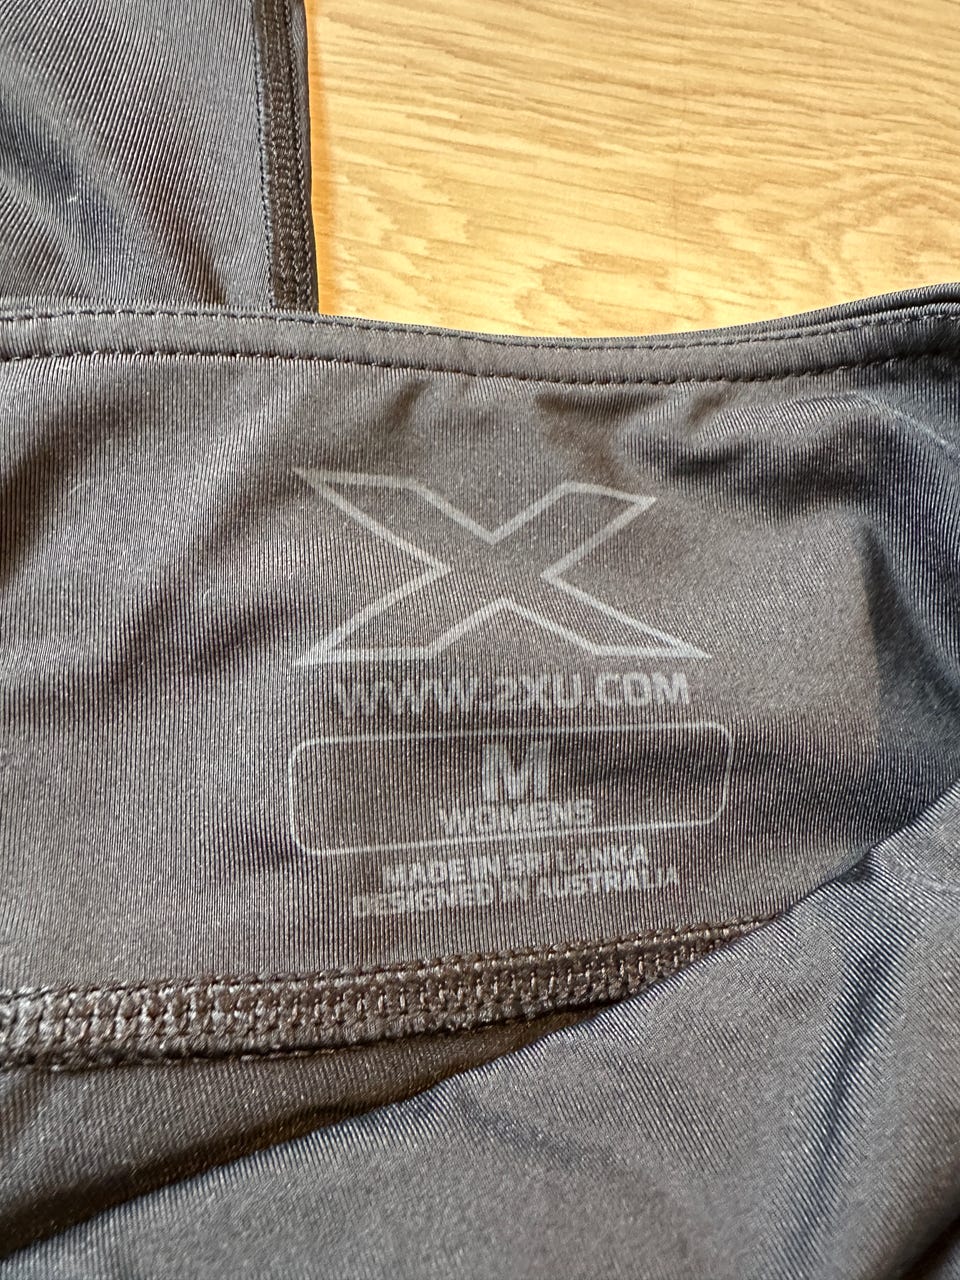 X
WWW.2XU.COM
M
WOMENS
MADE IN SRI LANKA
DESIGNED IN AUSTRALIA